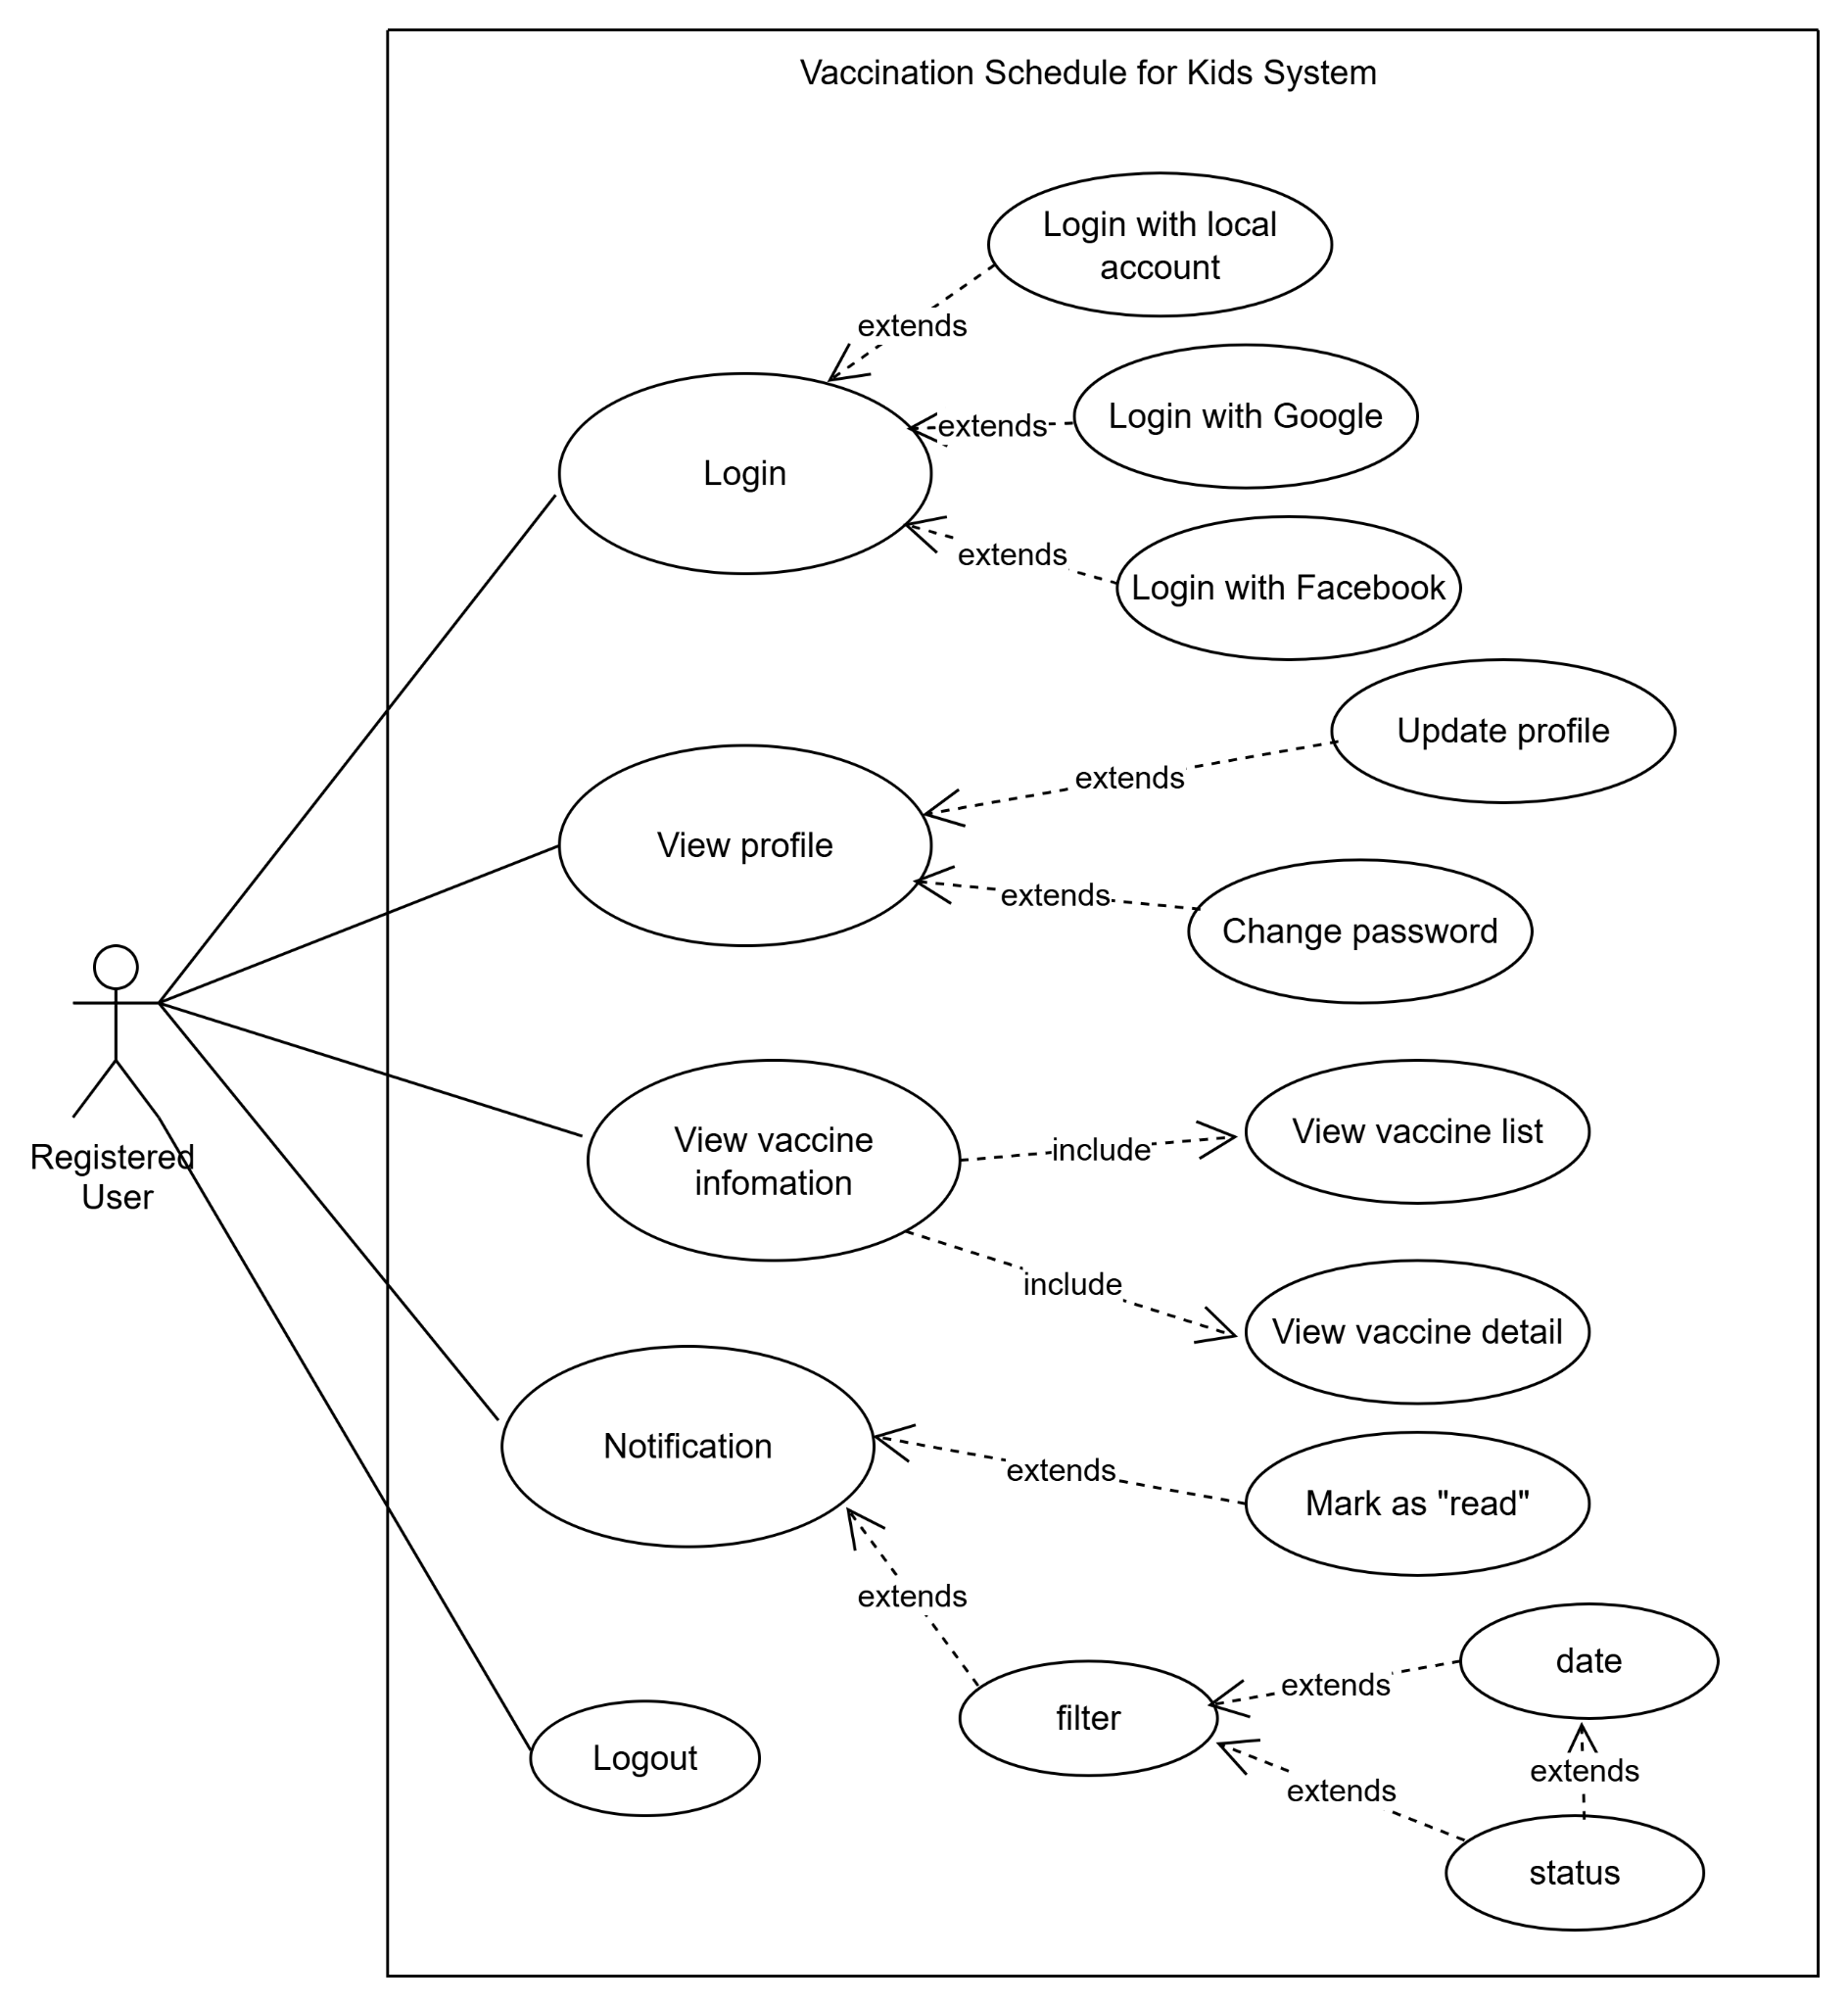 Vaccination Schedule for Kids System
Login with local
account
extends
Login with Google
extends
Login
extends
Login with Facebook
Update profile
extends
View profile
extends
Change password
Registered
User
View vaccine
infomation
include
View vaccine list
include
View vaccine detail
Notification
extends
Mark as "read"
extends
date
extends
filter
Logout
extends
extends
status